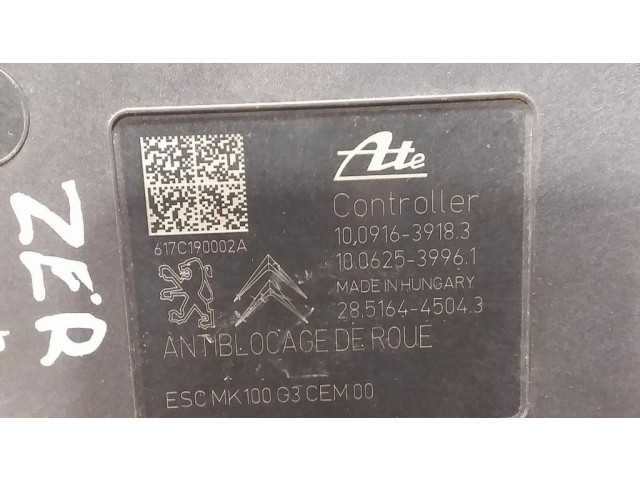 Ate
Controller
10.0916-3918.3
10.0625-3996.1
MADE IN HUNGARY
28.5164-4504.3
617C190002A
ANTIBLOCAGE DE ROUE
ESC MK100 G3 CEM 00
ZER